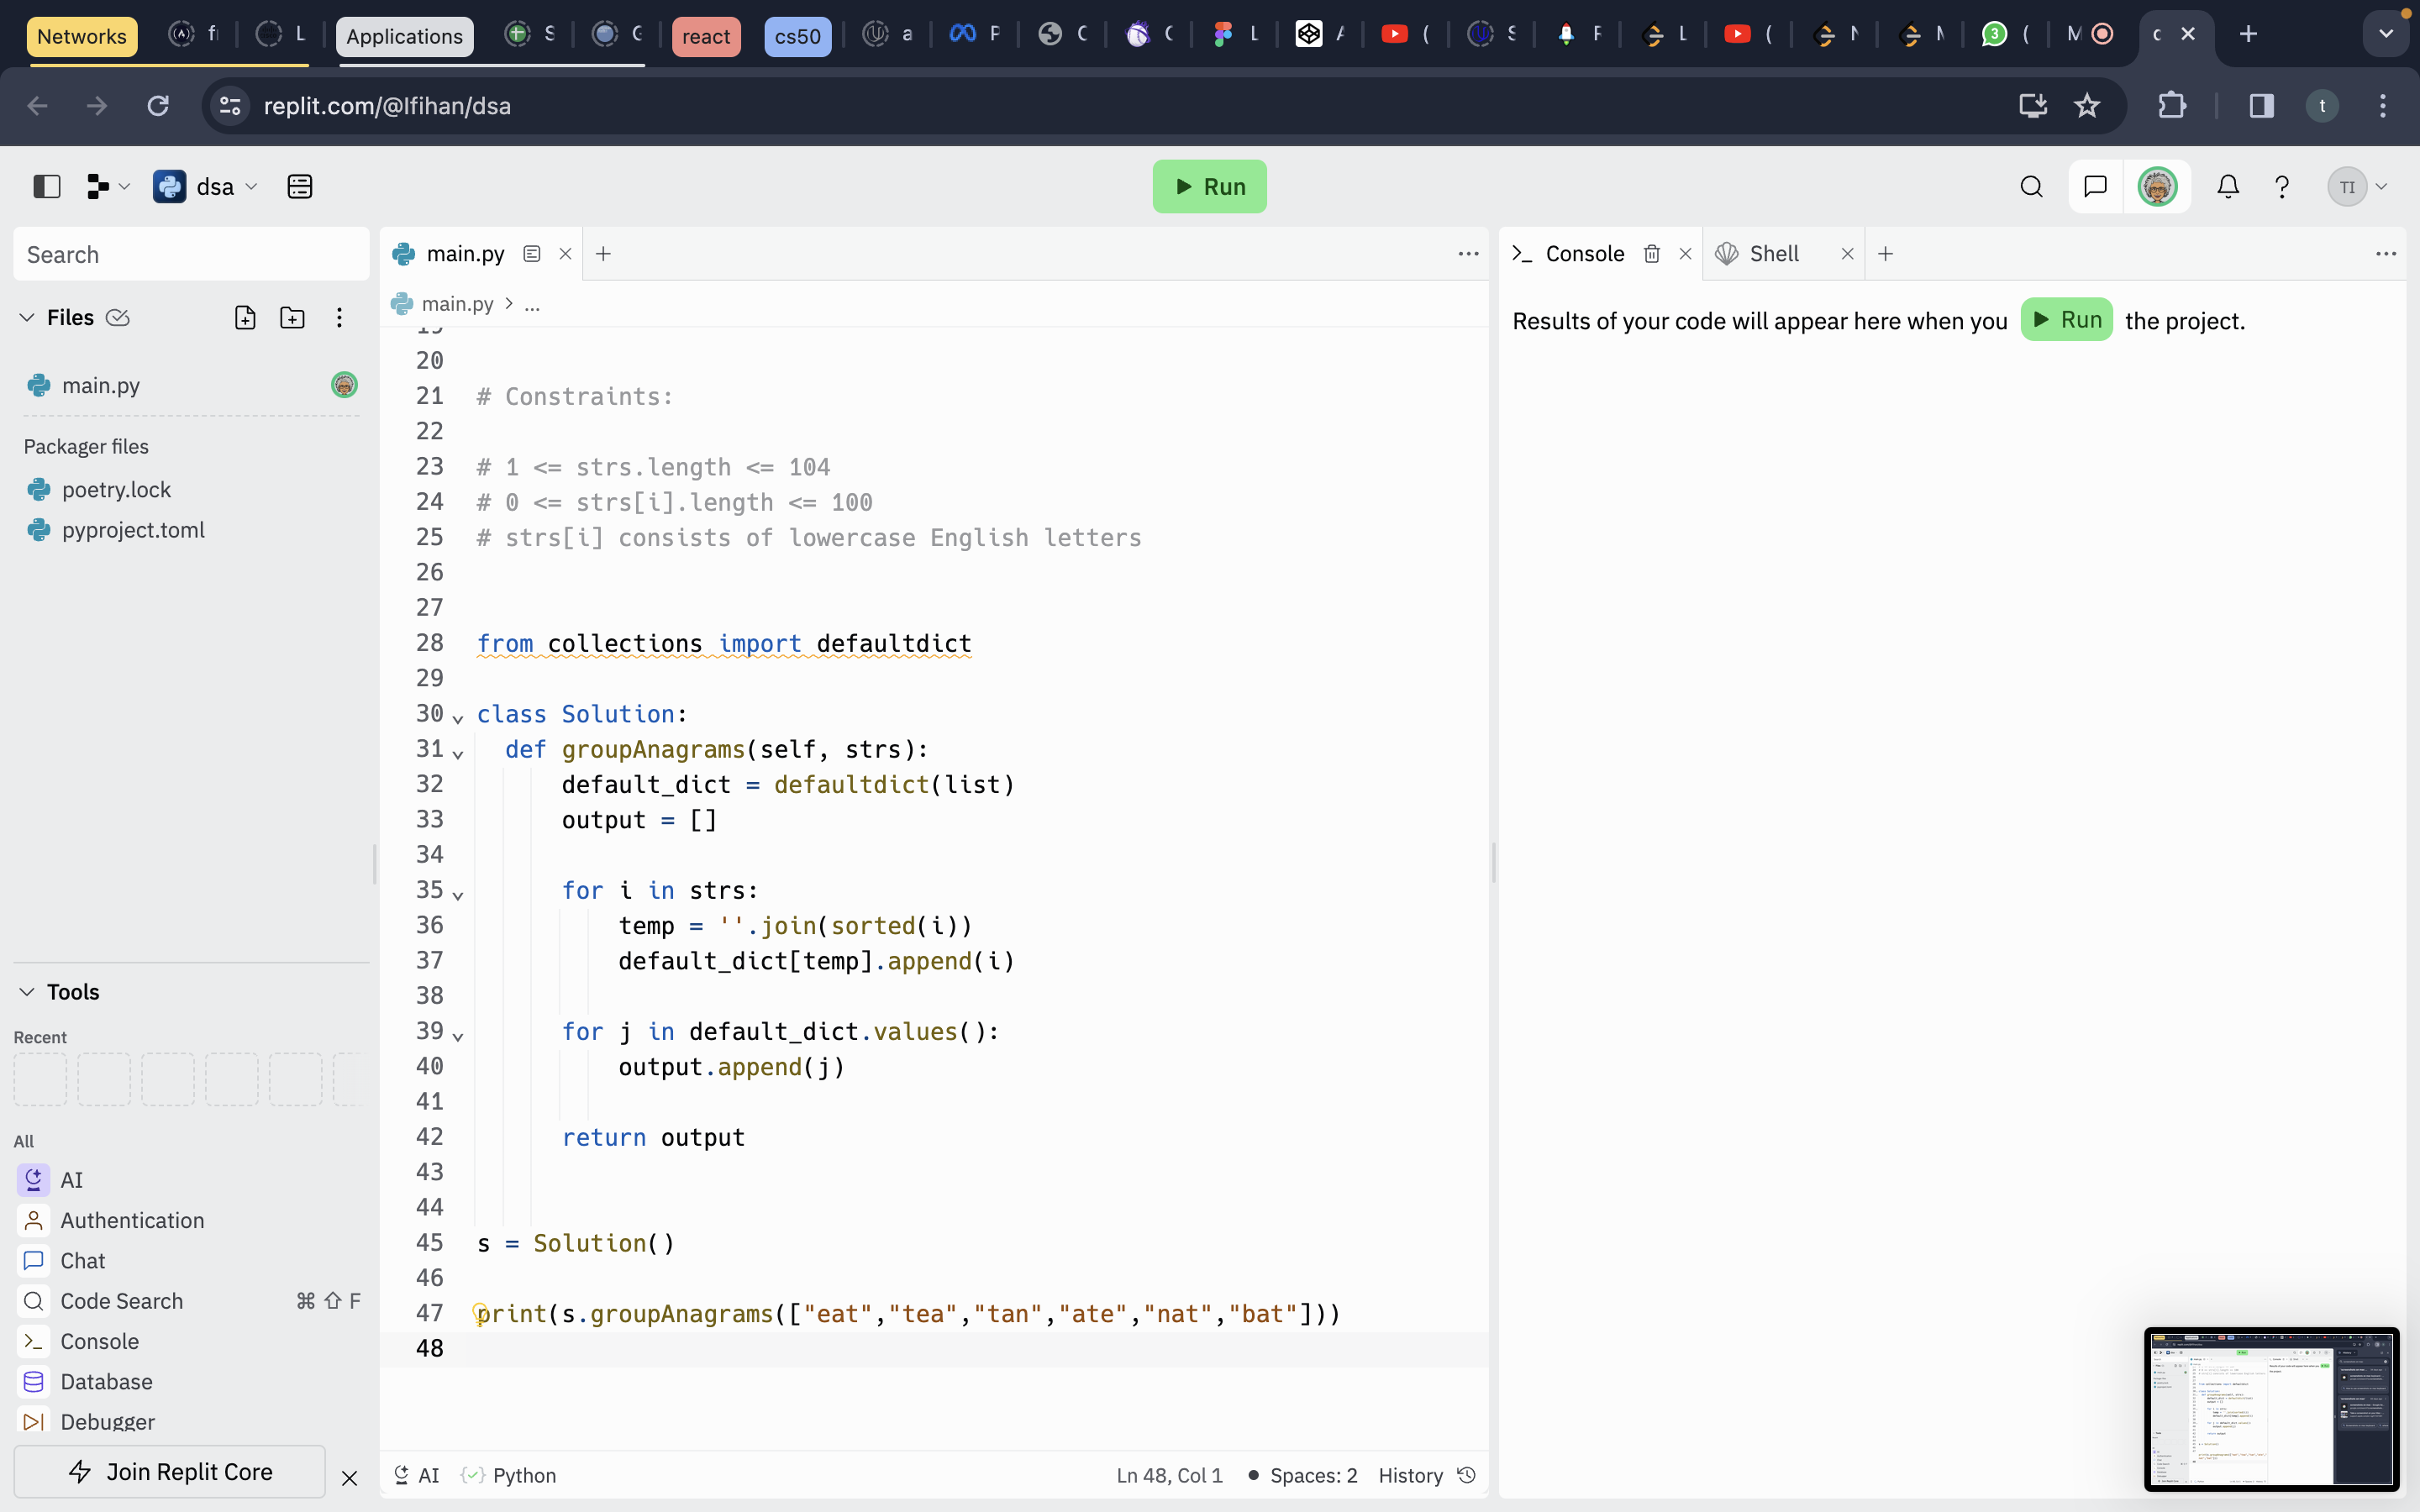 Networks
f
L
Applications
S
G
react
cs50
a
P
C
C
L
A
(
S
F
L
(
N
N
3
(
M
c
replit.com/@Ifihan/dsa
t
dsa
Run
TI
Search
Files
main.py
Packager files
poetry.lock
pyproject.toml
Tools
Recent
All
AI
Authentication
Chat
Code Search ⌘ ⇧ F
Console
Database
Debugger
Join Replit Core
main.py
main.py > ...
19
20
21 # Constraints:
22
23 # 1 <= strs.length <= 104
24 # 0 <= strs[i].length <= 100
25 # strs[i] consists of lowercase English letters
26
27
28 from collections import defaultdict
29
30 class Solution:
31 def groupAnagrams(self, strs):
32 default_dict = defaultdict(list)
33 output = []
34
35 for i in strs:
36 temp = ''.join(sorted(i))
37 default_dict[temp].append(i)
38
39 for j in default_dict.values():
40 output.append(j)
41
42 return output
43
44
45 s = Solution()
46
47 print(s.groupAnagrams(["eat","tea","tan","ate","nat","bat"]))
48
AI
Python
Ln 48, Col 1
Spaces: 2
History
Console
Shell
Results of your code will appear here when you Run the project.